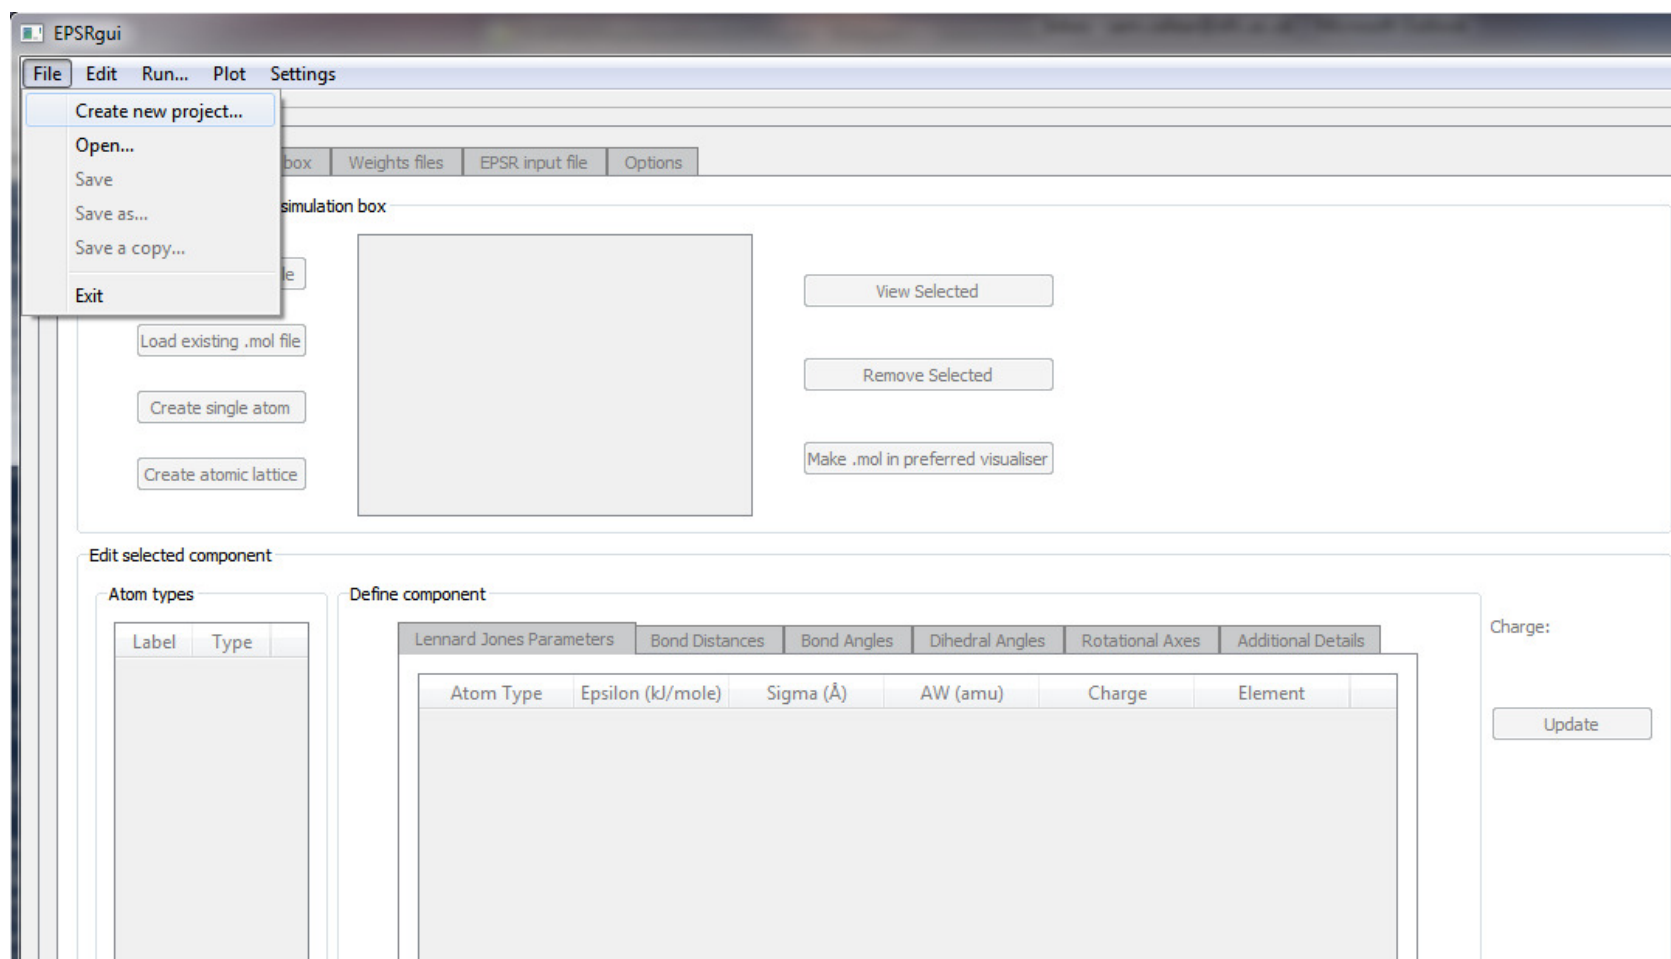 EPSRgui
File Edit Run... Plot Settings
Create new project...
Open...
Save
Save as...
Save a copy...
Exit
box Weights files EPSR input file Options
simulation box
le
Load existing .mol file
Create single atom
Create atomic lattice
View Selected
Remove Selected
Make .mol in preferred visualiser
Edit selected component
Atom types
Label Type
Define component
Lennard Jones Parameters Bond Distances Bond Angles Dihedral Angles Rotational Axes Additional Details
Atom Type Epsilon (kJ/mole) Sigma (Å) AW (amu) Charge Element
Charge:
Update